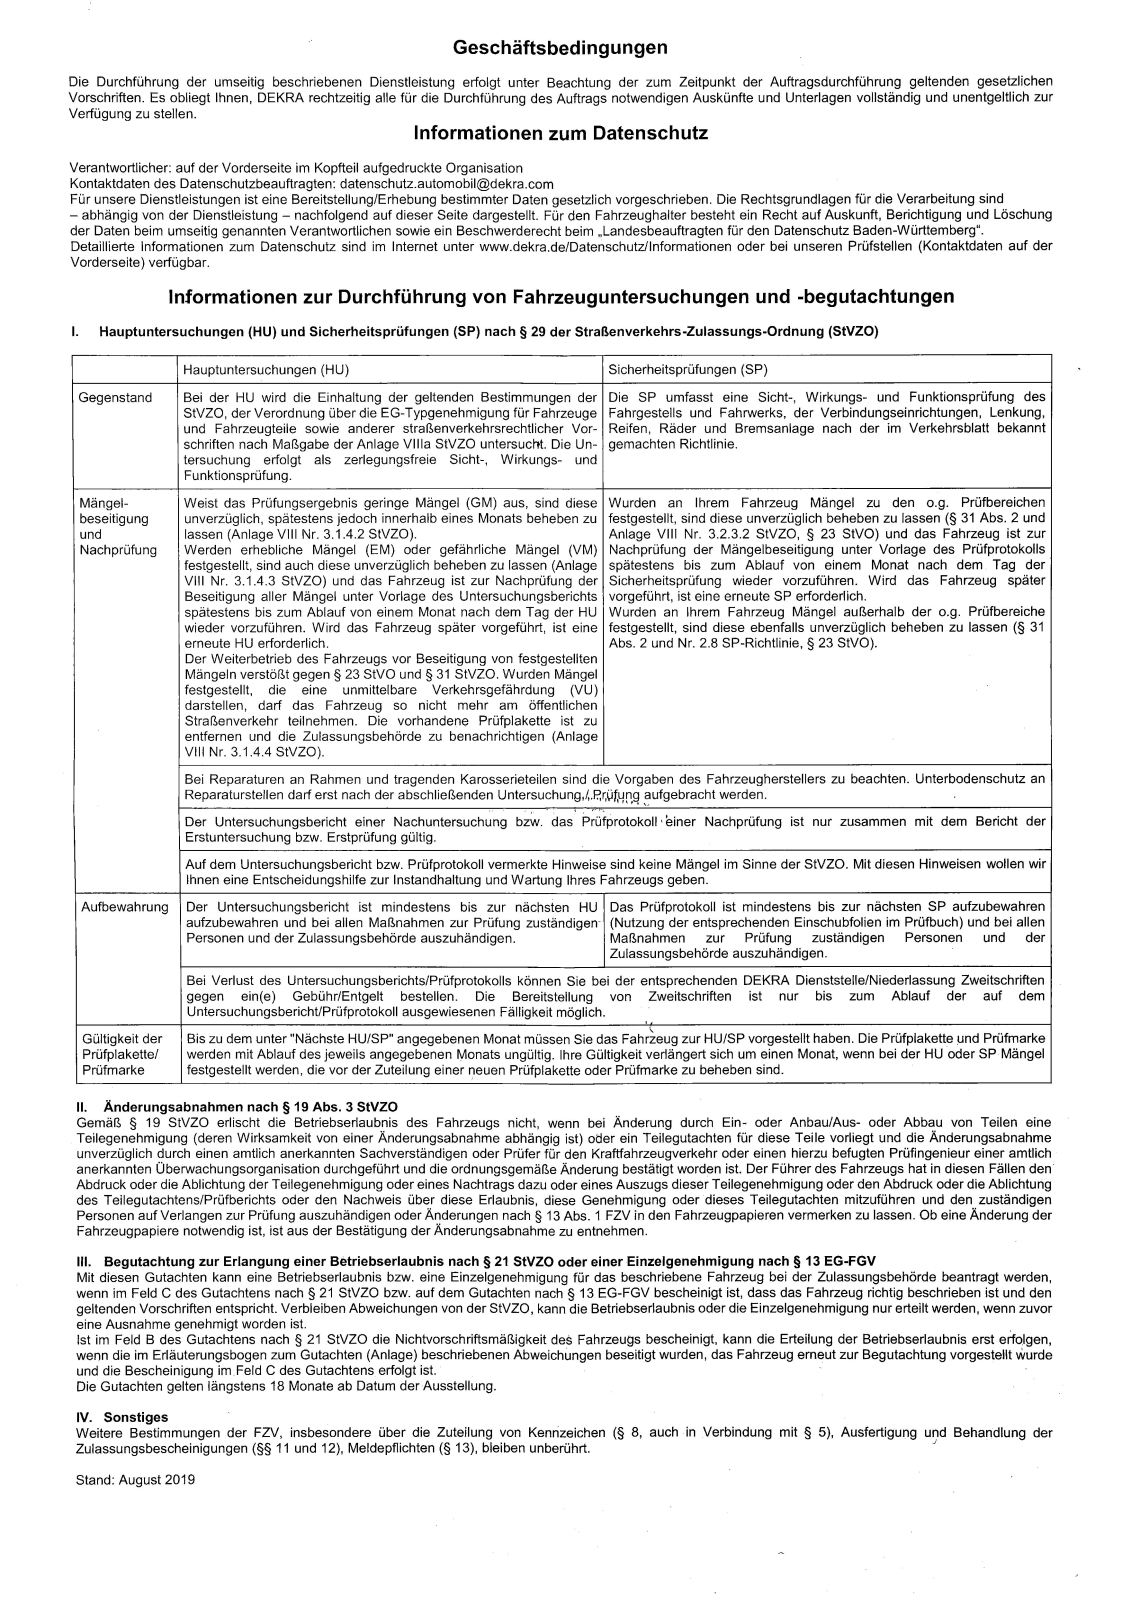 Geschäftsbedingungen
Die Durchführung der umseitig beschriebenen Dienstleistung erfolgt unter Beachtung der zum Zeitpunkt der Auftragsdurchführung geltenden gesetzlichen
Vorschriften. Es obliegt Ihnen, DEKRA rechtzeitig alle für die Durchführung des Auftrags notwendigen Auskünfte und Unterlagen vollständig und unentgeltlich zur
Verfügung zu stellen.
Informationen zum Datenschutz
Verantwortlicher: auf der Vorderseite im Kopfteil aufgedruckte Organisation
Kontaktdaten des Datenschutzbeauftragten: datenschutz.automobil@dekra.com
Für unsere Dienstleistungen ist eine Bereitstellung/Erhebung bestimmter Daten gesetzlich vorgeschrieben. Die Rechtsgrundlagen für die Verarbeitung sind
– abhängig von der Dienstleistung – nachfolgend auf dieser Seite dargestellt. Für den Fahrzeughalter besteht ein Recht auf Auskunft, Berichtigung und Löschung
der Daten beim umseitig genannten Verantwortlichen sowie ein Beschwerderecht beim „Landesbeauftragten für den Datenschutz Baden-Württemberg“.
Detaillierte Informationen zum Datenschutz sind im Internet unter www.dekra.de/Datenschutz/Informationen oder bei unseren Prüfstellen (Kontaktdaten auf der
Vorderseite) verfügbar.
Informationen zur Durchführung von Fahrzeuguntersuchungen und -begutachtungen
I. Hauptuntersuchungen (HU) und Sicherheitsprüfungen (SP) nach § 29 der Straßenverkehrs-Zulassungs-Ordnung (StVZO)
Hauptuntersuchungen (HU)
Sicherheitsprüfungen (SP)
Gegenstand
Bei der HU wird die Einhaltung der geltenden Bestimmungen der
StVZO, der Verordnung über die EG-Typgenehmigung für Fahrzeuge
und Fahrzeugteile sowie anderer straßenverkehrsrechtlicher Vor-
schriften nach Maßgabe der Anlage VIIIa StVZO untersucht. Die Un-
tersuchung erfolgt als zerlegungsfreie Sicht-, Wirkungs- und
Funktionsprüfung.
Die SP umfasst eine Sicht-, Wirkungs- und Funktionsprüfung des
Fahrgestells und Fahrwerks, der Verbindungseinrichtungen, Lenkung,
Reifen, Räder und Bremsanlage nach der im Verkehrsblatt bekannt
gemachten Richtlinie.
Mängel-
beseitigung
und
Nachprüfung
Weist das Prüfungsergebnis geringe Mängel (GM) aus, sind diese
unverzüglich, spätestens jedoch innerhalb eines Monats beheben zu
lassen (Anlage VIII Nr. 3.1.4.2 StVZO).
Werden erhebliche Mängel (EM) oder gefährliche Mängel (VM)
festgestellt, sind auch diese unverzüglich beheben zu lassen (Anlage
VIII Nr. 3.1.4.3 StVZO) und das Fahrzeug ist zur Nachprüfung der
Beseitigung aller Mängel unter Vorlage des Untersuchungsberichts
spätestens bis zum Ablauf von einem Monat nach dem Tag der HU
wieder vorzuführen. Wird das Fahrzeug später vorgeführt, ist eine
erneute HU erforderlich.
Der Weiterbetrieb des Fahrzeugs vor Beseitigung von festgestellten
Mängeln verstößt gegen § 23 StVO und § 31 StVZO. Wurden Mängel
festgestellt, die eine unmittelbare Verkehrsgefährdung (VU)
darstellen, darf das Fahrzeug so nicht mehr am öffentlichen
Straßenverkehr teilnehmen. Die vorhandene Prüfplakette ist zu
entfernen und die Zulassungsbehörde zu benachrichtigen (Anlage
VIII Nr. 3.1.4.4 StVZO).
Wurden an Ihrem Fahrzeug Mängel zu den o.g. Prüfbereichen
festgestellt, sind diese unverzüglich beheben zu lassen (§ 31 Abs. 2 und
Anlage VIII Nr. 3.2.3.2 StVZO, § 23 StVO) und das Fahrzeug ist zur
Nachprüfung der Mängelbeseitigung unter Vorlage des Prüfprotokolls
spätestens bis zum Ablauf von einem Monat nach dem Tag der
Sicherheitsprüfung wieder vorzuführen. Wird das Fahrzeug später
vorgeführt, ist eine erneute SP erforderlich.
Wurden an Ihrem Fahrzeug Mängel außerhalb der o.g. Prüfbereiche
festgestellt, sind diese ebenfalls unverzüglich beheben zu lassen (§ 31
Abs. 2 und Nr. 2.8 SP-Richtlinie, § 23 StVO).
Bei Reparaturen an Rahmen und tragenden Karosserieteilen sind die Vorgaben des Fahrzeugherstellers zu beachten. Unterbodenschutz an
Reparaturstellen darf erst nach der abschließenden Untersuchung / Prüfung aufgebracht werden.
Der Untersuchungsbericht einer Nachuntersuchung bzw. das Prüfprotokoll einer Nachprüfung ist nur zusammen mit dem Bericht der
Erstuntersuchung bzw. Erstprüfung gültig.
Auf dem Untersuchungsbericht bzw. Prüfprotokoll vermerkte Hinweise sind keine Mängel im Sinne der StVZO. Mit diesen Hinweisen wollen wir
Ihnen eine Entscheidungshilfe zur Instandhaltung und Wartung Ihres Fahrzeugs geben.
Aufbewahrung
Der Untersuchungsbericht ist mindestens bis zur nächsten HU
aufzubewahren und bei allen Maßnahmen zur Prüfung zuständigen
Personen und der Zulassungsbehörde auszuhändigen.
Das Prüfprotokoll ist mindestens bis zur nächsten SP aufzubewahren
(Nutzung der entsprechenden Einschubfolien im Prüfbuch) und bei allen
Maßnahmen zur Prüfung zuständigen Personen und der
Zulassungsbehörde auszuhändigen.
Bei Verlust des Untersuchungsberichts/Prüfprotokolls können Sie bei der entsprechenden DEKRA Dienststelle/Niederlassung Zweitschriften
gegen ein(e) Gebühr/Entgelt bestellen. Die Bereitstellung von Zweitschriften ist nur bis zum Ablauf der auf dem
Untersuchungsbericht/Prüfprotokoll ausgewiesenen Fälligkeit möglich.
Gültigkeit der
Prüfplakette/
Prüfmarke
Bis zu dem unter "Nächste HU/SP" angegebenen Monat müssen Sie das Fahrzeug zur HU/SP vorgestellt haben. Die Prüfplakette und Prüfmarke
werden mit Ablauf des jeweils angegebenen Monats ungültig. Ihre Gültigkeit verlängert sich um einen Monat, wenn bei der HU oder SP Mängel
festgestellt werden, die vor der Zuteilung einer neuen Prüfplakette oder Prüfmarke zu beheben sind.
II. Änderungsabnahmen nach § 19 Abs. 3 StVZO
Gemäß § 19 StVZO erlischt die Betriebserlaubnis des Fahrzeugs nicht, wenn bei Änderung durch Ein- oder Anbau/Aus- oder Abbau von Teilen eine
Teilegenehmigung (deren Wirksamkeit von einer Änderungsabnahme abhängig ist) oder ein Teilegutachten für diese Teile vorliegt und die Änderungsabnahme
unverzüglich durch einen amtlich anerkannten Sachverständigen oder Prüfer für den Kraftfahrzeugverkehr oder einen hierzu befugten Prüfingenieur einer amtlich
anerkannten Überwachungsorganisation durchgeführt und die ordnungsgemäße Änderung bestätigt worden ist. Der Führer des Fahrzeugs hat in diesen Fällen den
Abdruck oder die Ablichtung der Teilegenehmigung oder eines Nachtrags dazu oder eines Auszugs dieser Teilegenehmigung oder den Abdruck oder die Ablichtung
des Teilegutachtens/Prüfberichts oder den Nachweis über diese Erlaubnis, diese Genehmigung oder dieses Teilegutachten mitzuführen und den zuständigen
Personen auf Verlangen zur Prüfung auszuhändigen oder Änderungen nach § 13 Abs. 1 FZV in den Fahrzeugpapieren vermerken zu lassen. Ob eine Änderung der
Fahrzeugpapiere notwendig ist, ist aus der Bestätigung der Änderungsabnahme zu entnehmen.
III. Begutachtung zur Erlangung einer Betriebserlaubnis nach § 21 StVZO oder einer Einzelgenehmigung nach § 13 EG-FGV
Mit diesen Gutachten kann eine Betriebserlaubnis bzw. eine Einzelgenehmigung für das beschriebene Fahrzeug bei der Zulassungsbehörde beantragt werden,
wenn im Feld C des Gutachtens nach § 21 StVZO bzw. auf dem Gutachten nach § 13 EG-FGV bescheinigt ist, dass das Fahrzeug richtig beschrieben ist und den
geltenden Vorschriften entspricht. Verbleiben Abweichungen von der StVZO, kann die Betriebserlaubnis oder die Einzelgenehmigung nur erteilt werden, wenn zuvor
eine Ausnahme genehmigt worden ist.
Ist im Feld B des Gutachtens nach § 21 StVZO die Nichtvorschriftsmäßigkeit des Fahrzeugs bescheinigt, kann die Erteilung der Betriebserlaubnis erst erfolgen,
wenn die im Erläuterungsbogen zum Gutachten (Anlage) beschriebenen Abweichungen beseitigt wurden, das Fahrzeug erneut zur Begutachtung vorgestellt wurde
und die Bescheinigung im Feld C des Gutachtens erfolgt ist.
Die Gutachten gelten längstens 18 Monate ab Datum der Ausstellung.
IV. Sonstiges
Weitere Bestimmungen der FZV, insbesondere über die Zuteilung von Kennzeichen (§ 8, auch in Verbindung mit § 5), Ausfertigung und Behandlung der
Zulassungsbescheinigungen (§§ 11 und 12), Meldepflichten (§ 13), bleiben unberührt.
Stand: August 2019